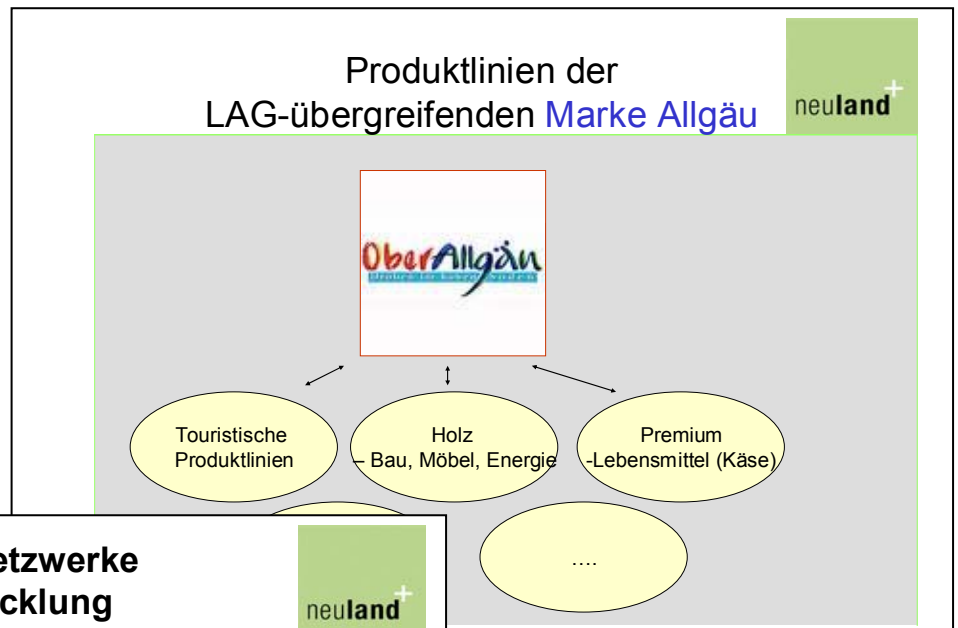 Produktlinien der
LAG-übergreifenden Marke Allgäu
neuland+
OberAllgäu
Touristische
Produktlinien
Holz
– Bau, Möbel, Energie
Premium
-Lebensmittel (Käse)
....
etzwerke
cklung
neuland+